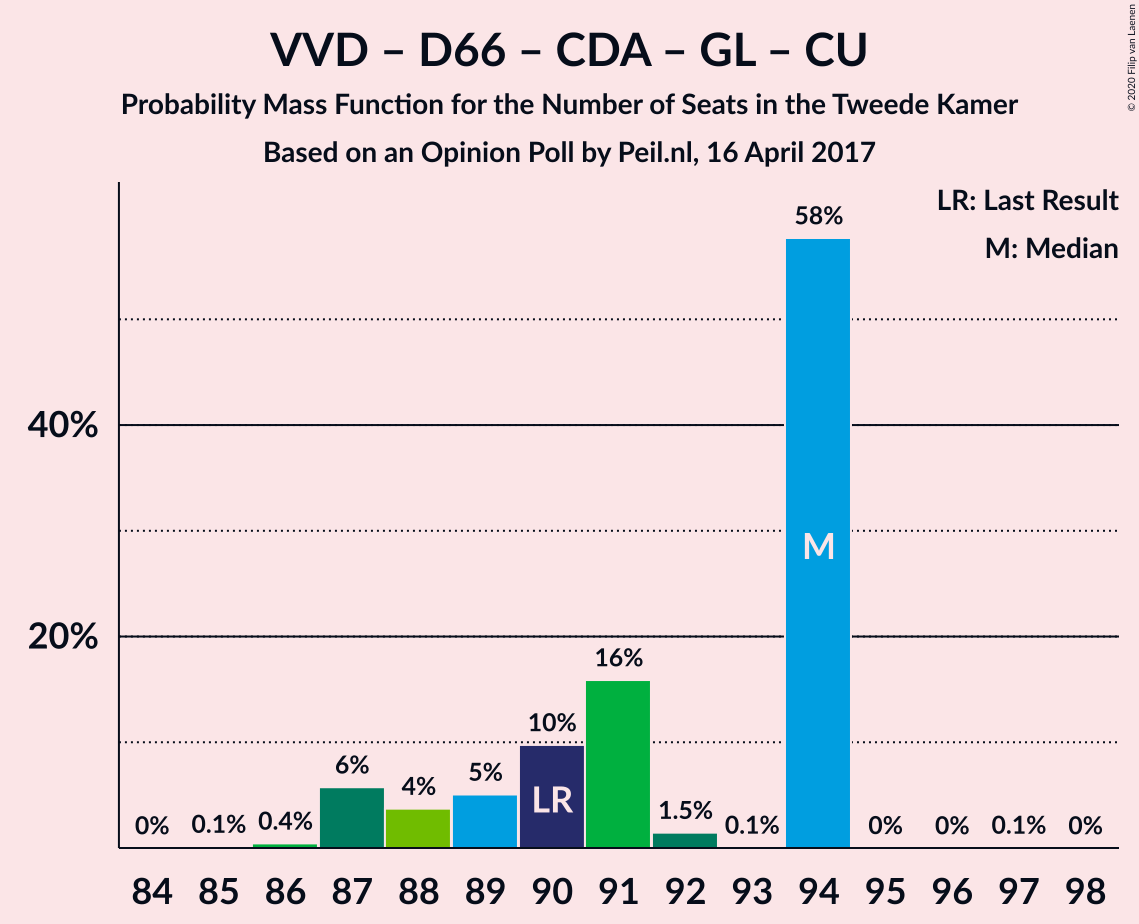 VVD – D66 – CDA – GL – CU
Probability Mass Function for the Number of Seats in the Tweede Kamer
Based on an Opinion Poll by Peil.nl, 16 April 2017
© 2020 Filip van Laenen
LR: Last Result
M: Median
40%
20%
0%
0.1%
0.4%
6%
4%
5%
10%
16%
1.5%
0.1%
58%
0%
0%
0.1%
0%
LR
M
84 85 86 87 88 89 90 91 92 93 94 95 96 97 98